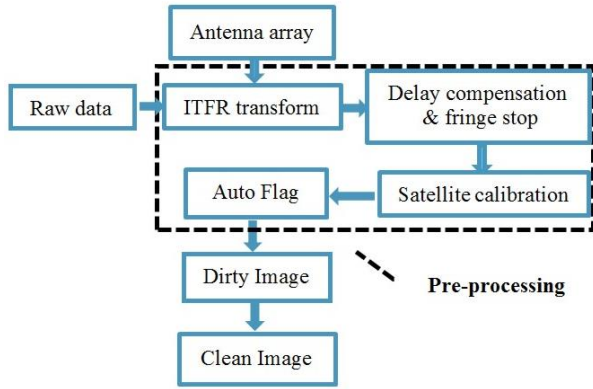 Antenna array
Raw data
ITFR transform
Delay compensation
& fringe stop
Auto Flag
Satellite calibration
Dirty Image
Pre-processing
Clean Image